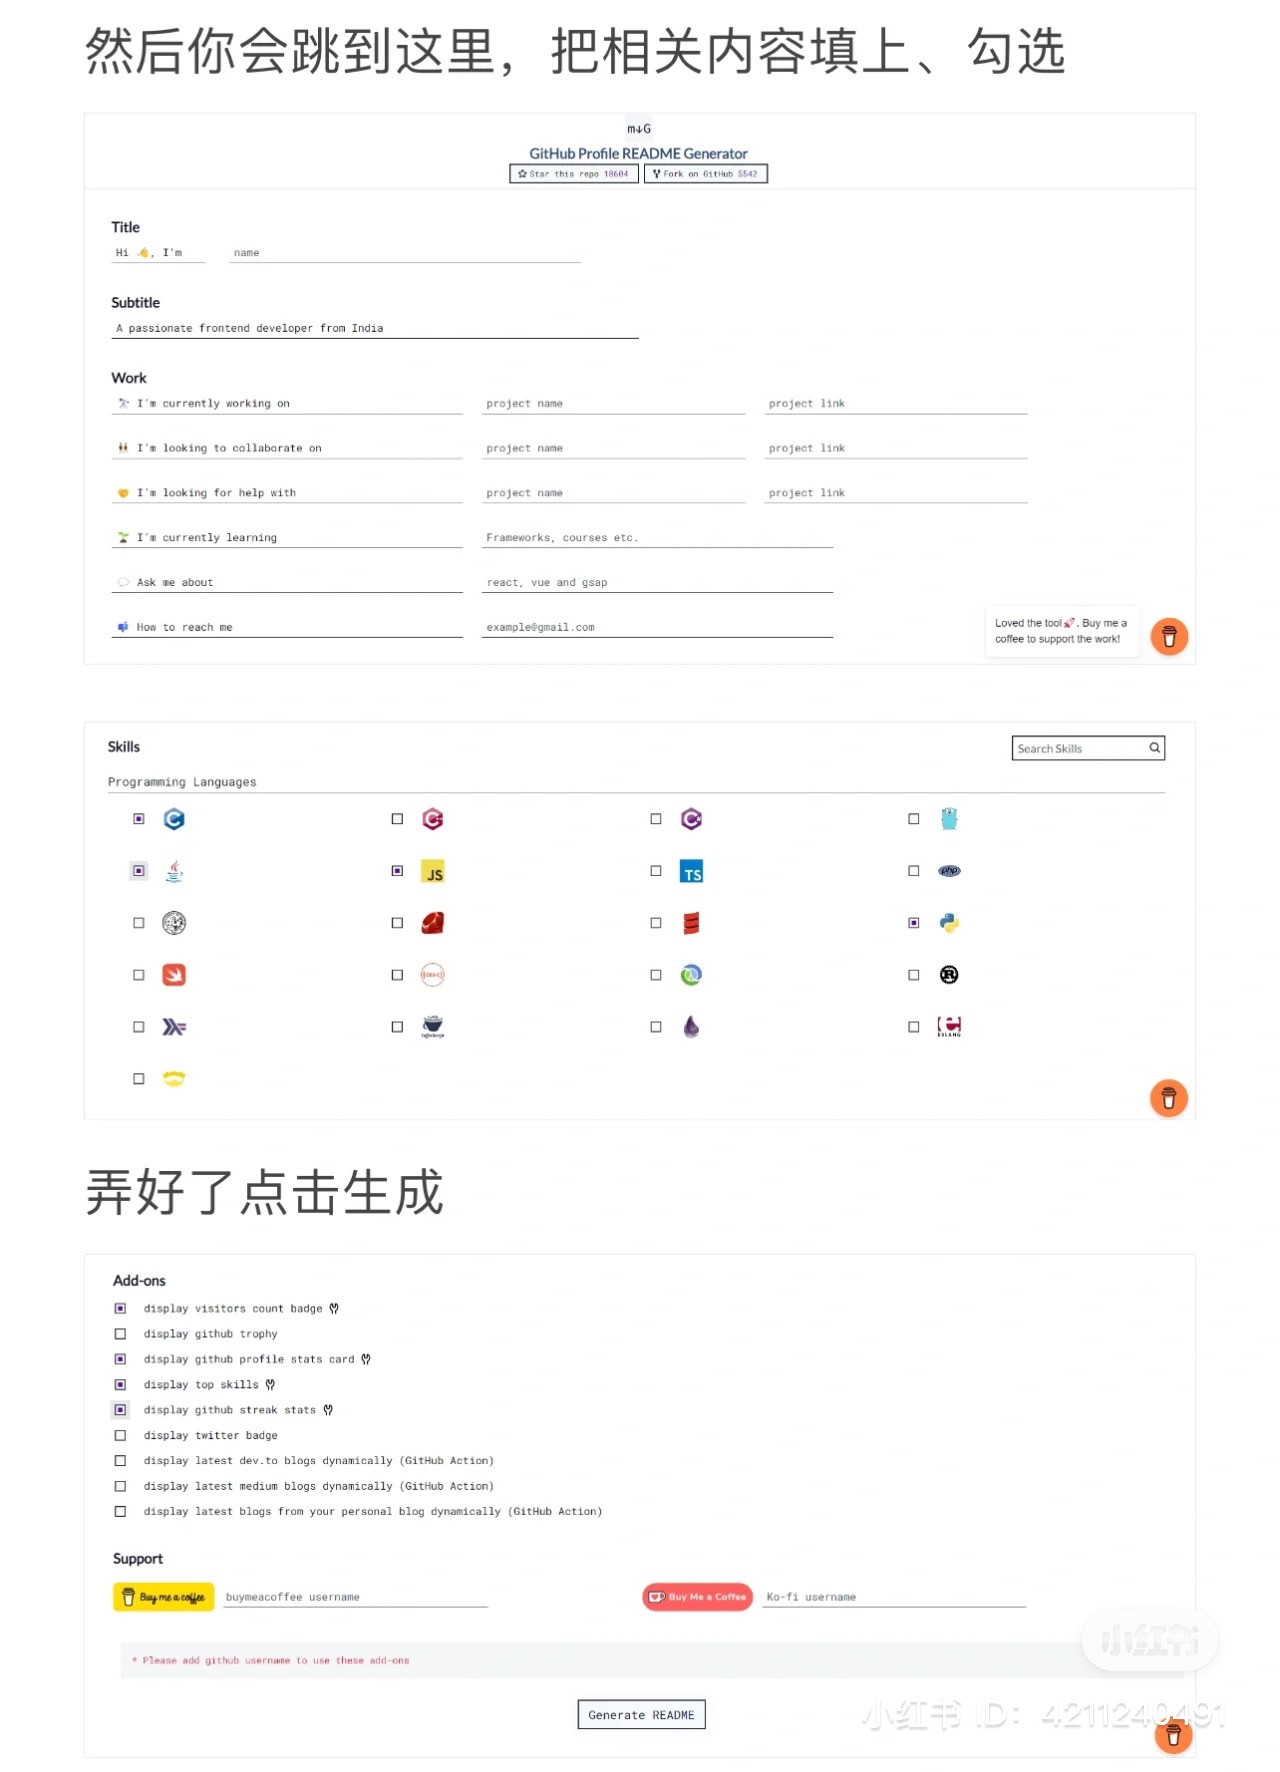 然后你会跳到这里，把相关内容填上、勾选
m↓G
GitHub Profile README Generator
Star this repo 18604 Fork on GitHub 5542
Title
Hi 👋, I'm name
Subtitle
A passionate frontend developer from India
Work
🔭 I'm currently working on project name project link
👯 I'm looking to collaborate on project name project link
🤝 I'm looking for help with project name project link
🌱 I'm currently learning Frameworks, courses etc.
💬 Ask me about react, vue and gsap
📫 How to reach me example@gmail.com
Loved the tool🚀. Buy me a
coffee to support the work!
Skills
Search Skills
Programming Languages
JS
TS
php
ERLANG
弄好了点击生成
Add-ons
display visitors count badge
display github trophy
display github profile stats card
display top skills
display github streak stats
display twitter badge
display latest dev.to blogs dynamically (GitHub Action)
display latest medium blogs dynamically (GitHub Action)
display latest blogs from your personal blog dynamically (GitHub Action)
Support
Buy me a coffee buymeacoffee username Buy Me a Coffee Ko-fi username
小红书
* Please add github username to use these add-ons
Generate README
小红书 ID: 4211240491